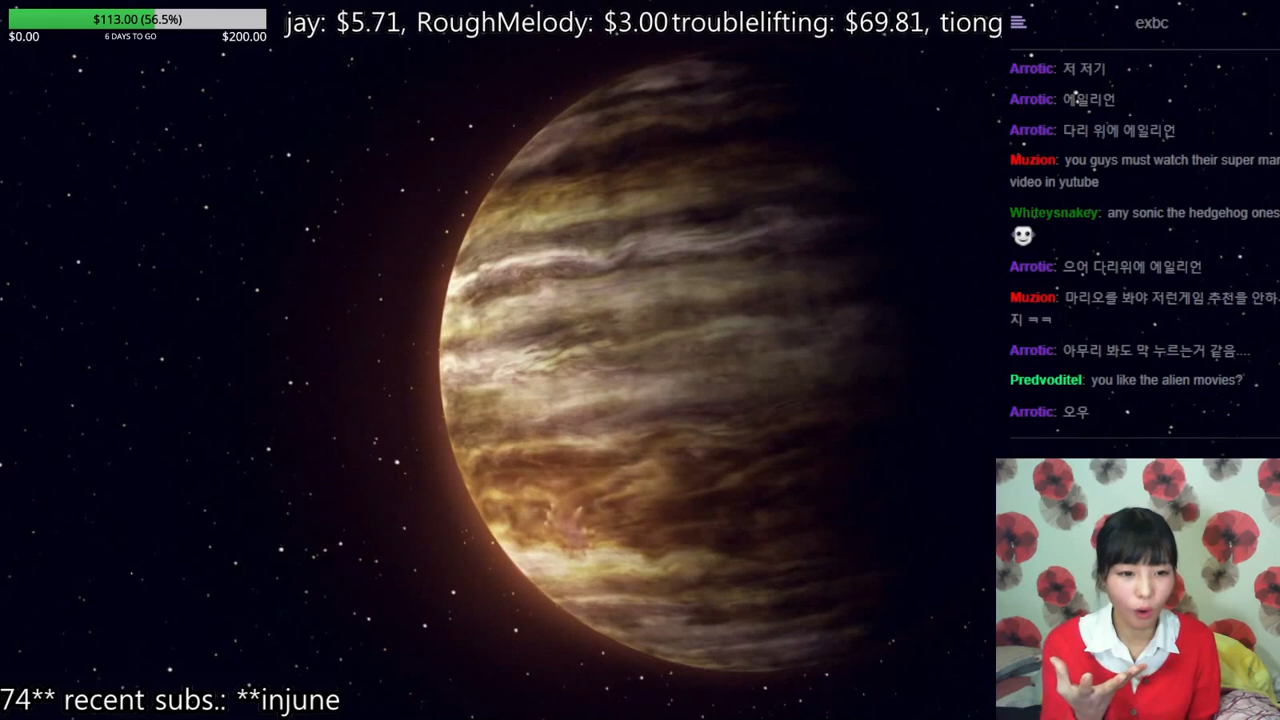 $113.00 (56.5%)
$0.00
6 DAYS TO GO
$200.00
jay: $5.71, RoughMelody: $3.00troublelifting: $69.81, tiong
exbc
Arrotic: 저 저기
Arrotic: 에일리언
Arrotic: 다리 위에 에일리언
Muzion: you guys must watch their super mar
video in yutube
Whiteysnakey: any sonic the hedgehog ones
Arrotic: 으어 다리위에 에일리언
Muzion: 마리오를 봐야 저런게임 추천을 안하
지 ㅋㅋ
Arrotic: 아무리 봐도 막 누르는거 같음....
Predvoditel: you like the alien movies?
Arrotic: 오우
74** recent subs.: **injune